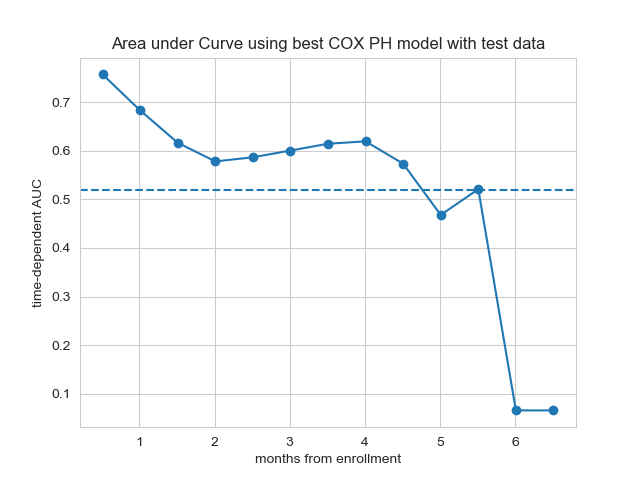 Area under Curve using best COX PH model with test data
0.7
0.6
0.5
0.4
0.3
0.2
0.1
time-dependent AUC
1 2 3 4 5 6
months from enrollment